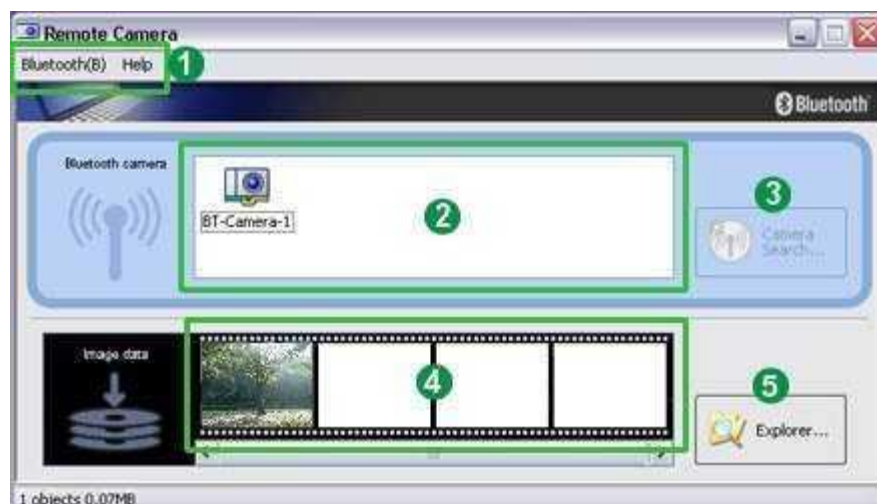 Remote Camera
Bluetooth(B) Help 1
Bluetooth
Bluetooth camera
BT-Camera-1
2
3
Camera
Search...
Image data
4
5
Explorer...
1 objects 0.07MB